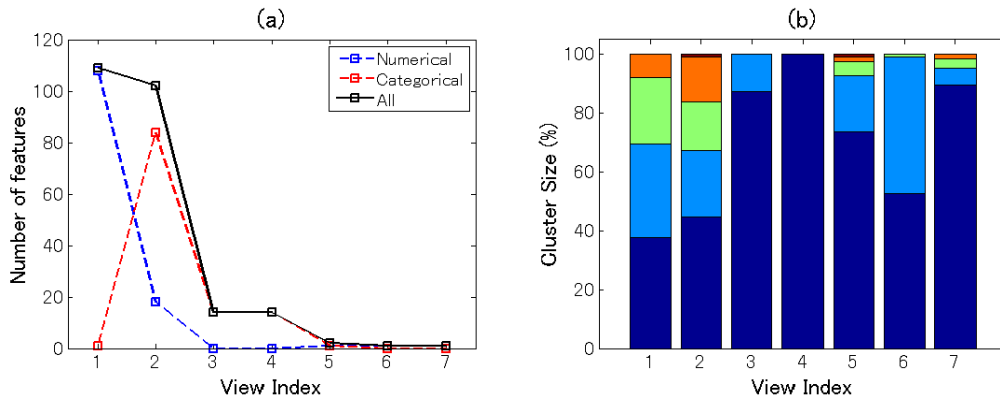 (a)
120
100
80
60
40
20
0
Number of features
Numerical
Categorical
All
1 2 3 4 5 6 7
View Index
(b)
100
80
60
40
20
0
Cluster Size (%)
1 2 3 4 5 6 7
View Index